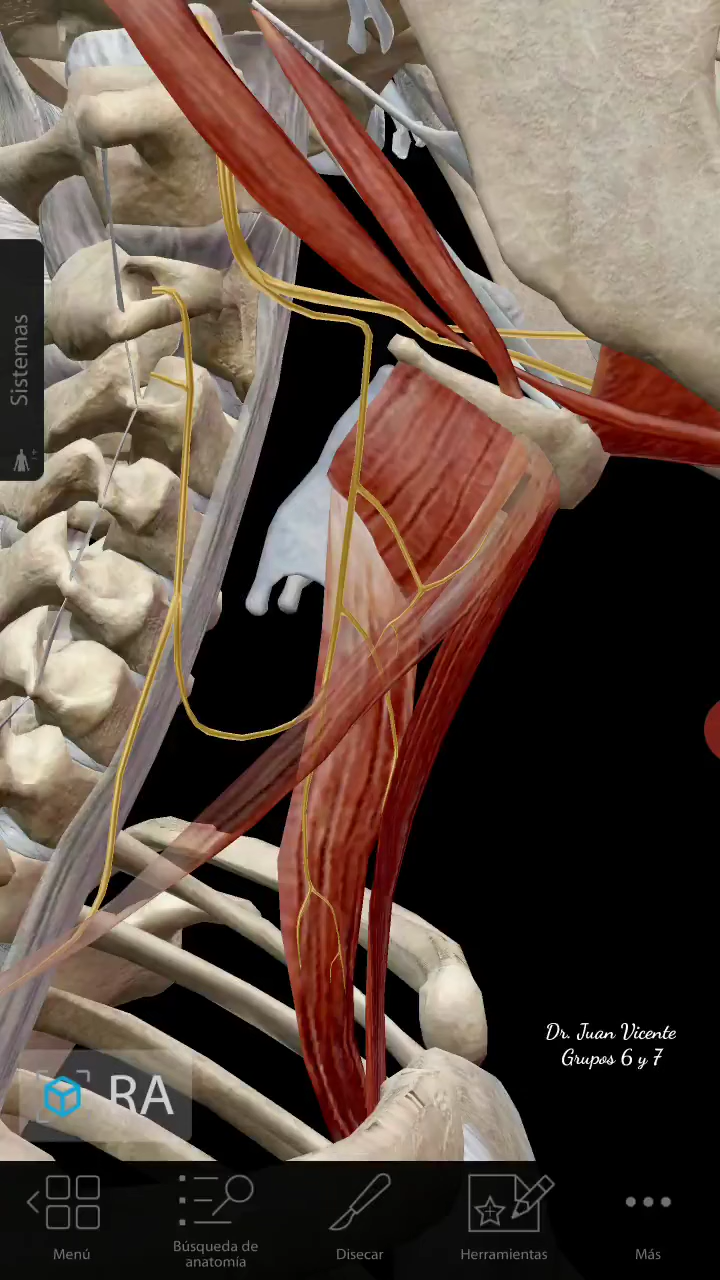 Sistemas
Dr. Juan Vicente
Grupos 6 y 7
RA
Menú
Búsqueda de
anatomía
Disecar
Herramientas
Más